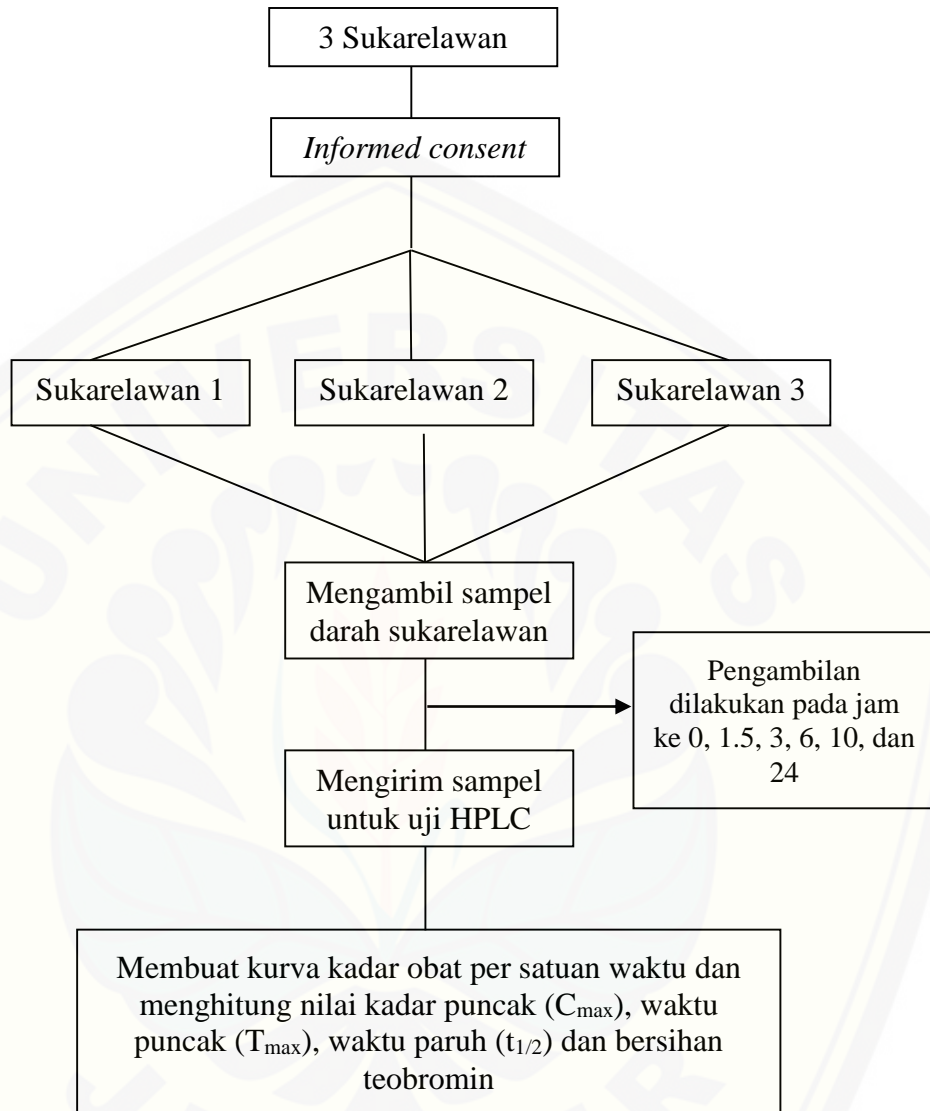 3 Sukarelawan
Informed consent
Sukarelawan 1
Sukarelawan 2
Sukarelawan 3
Mengambil sampel
darah sukarelawan
Pengambilan
dilakukan pada jam
ke 0, 1.5, 3, 6, 10, dan
24
Mengirim sampel
untuk uji HPLC
Membuat kurva kadar obat per satuan waktu dan
menghitung nilai kadar puncak (Cmax), waktu
puncak (Tmax), waktu paruh (t1/2) dan bersihan
teobromin
UNIVERSITAS